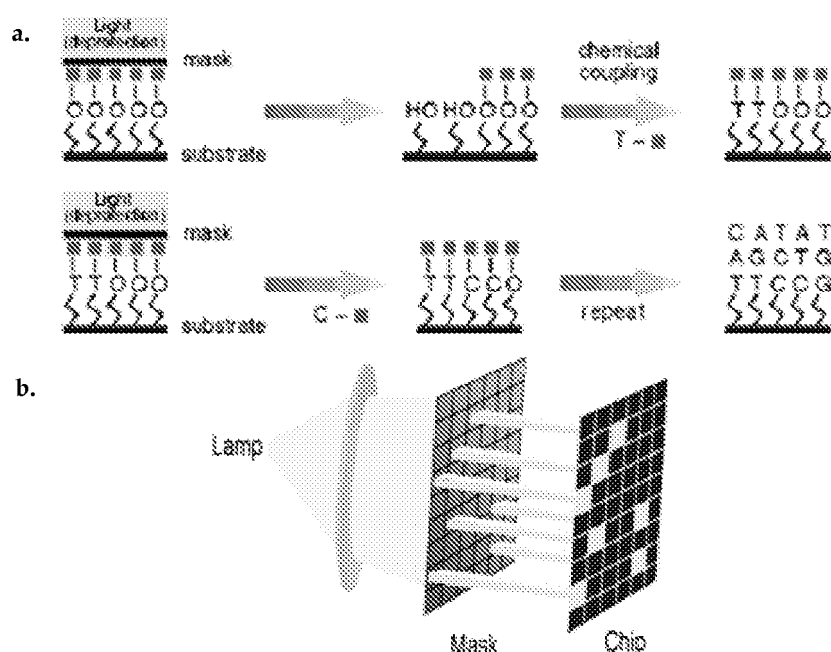 a.
Light
(deprotection)
mask
O O O O O
substrate
HO HO O O O
chemical
coupling
T – ■
T T O O O
Light
(deprotection)
mask
T T O O O
substrate
C – ■
T T C C O
repeat
C A T A T
A G C T G
T T C C G
b.
Lamp
Mask
Chip